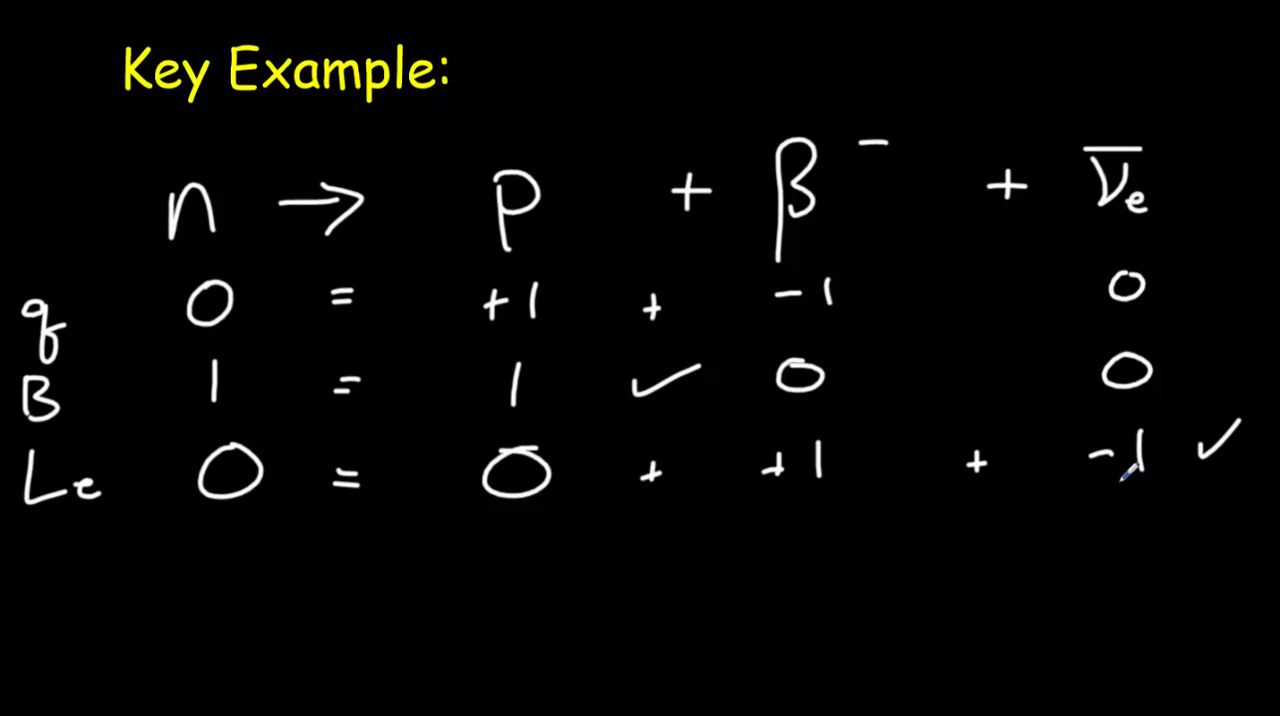 Key Example:
n → p + β⁻ + ν̅ₑ
q 0 = +1 + -1 0
B 1 = 1 ✓ 0 0
Le 0 = 0 + +1 + -1 ✓